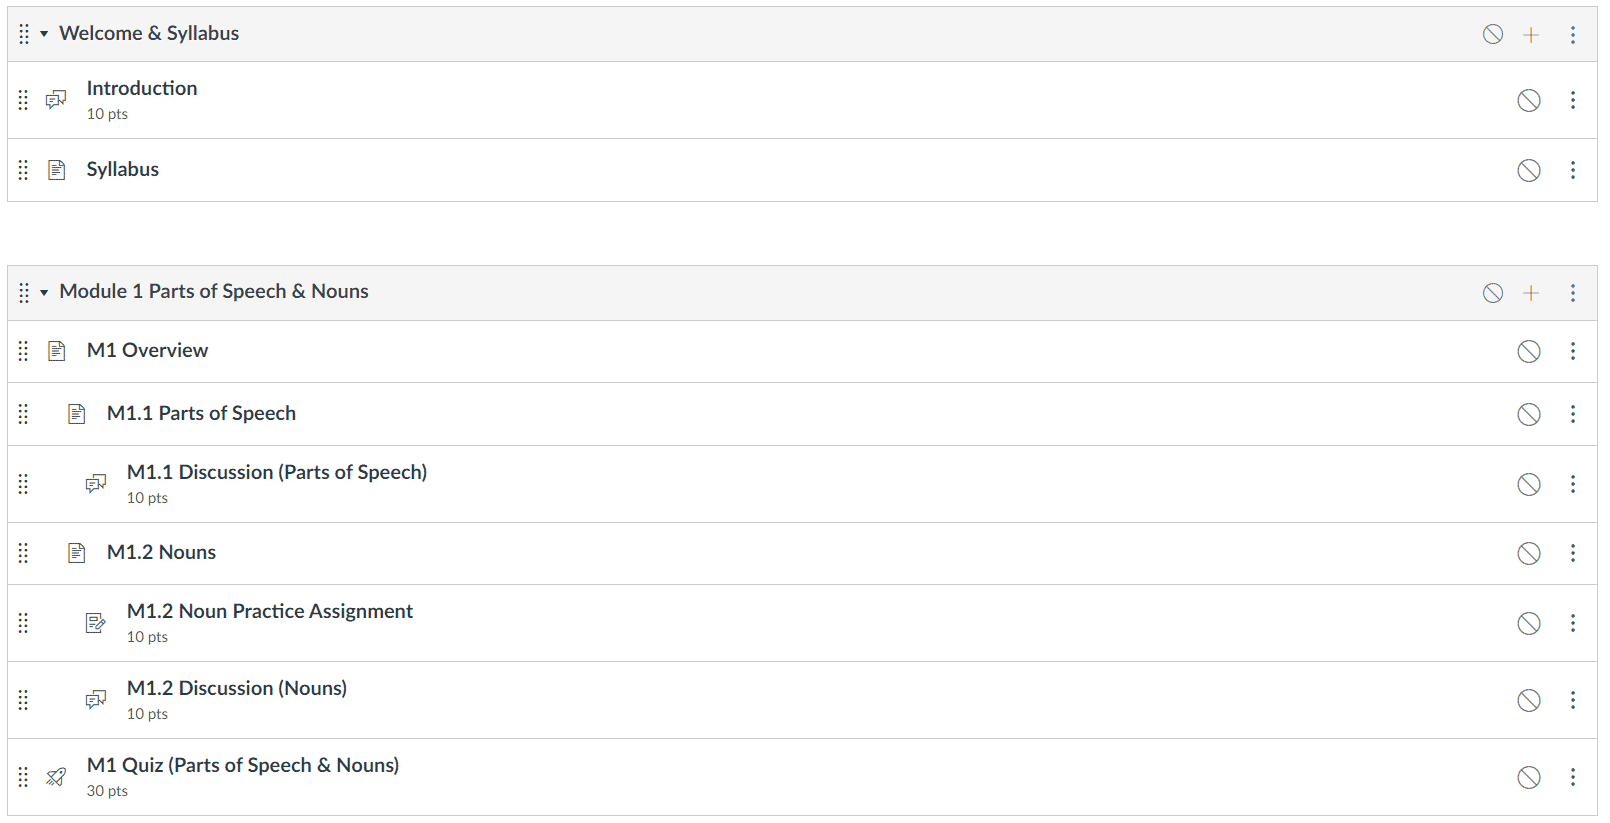 Welcome & Syllabus
Introduction
10 pts
Syllabus
Module 1 Parts of Speech & Nouns
M1 Overview
M1.1 Parts of Speech
M1.1 Discussion (Parts of Speech)
10 pts
M1.2 Nouns
M1.2 Noun Practice Assignment
10 pts
M1.2 Discussion (Nouns)
10 pts
M1 Quiz (Parts of Speech & Nouns)
30 pts